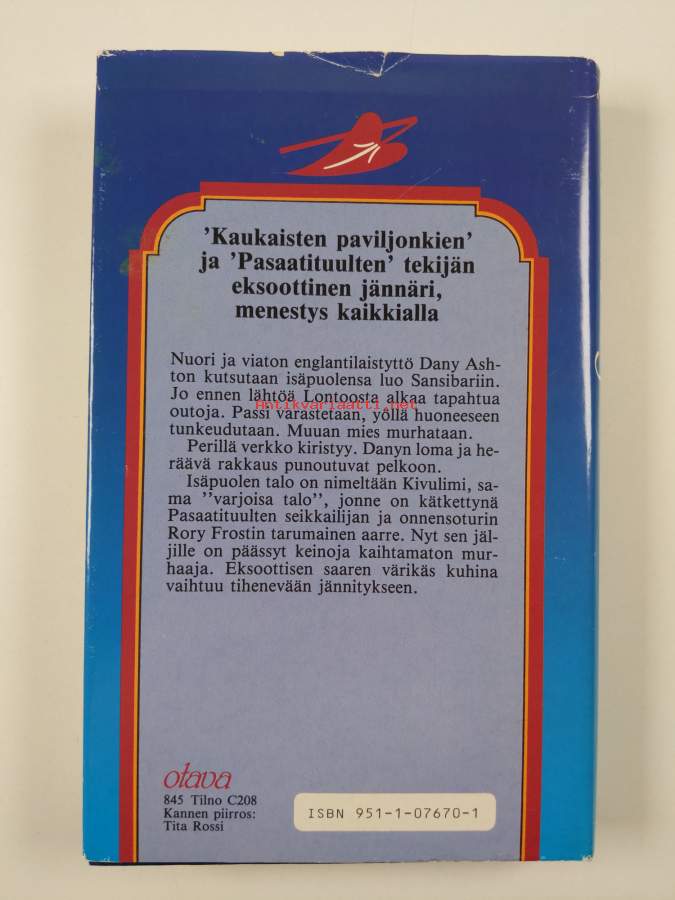 'Kaukaisten paviljonkien'
ja 'Pasaatituulten' tekijän
eksoottinen jännäri,
menestys kaikkialla
Nuori ja viaton englantilaistyttö Dany Ash-
ton kutsutaan isäpuolensa luo Sansibariin.
Jo ennen lähtöä Lontoosta alkaa tapahtua
Antikvariaatti.net
outoja. Passi varastetaan, yöllä huoneeseen
tunkeudutaan. Muuan mies murhataan.
Perillä verkko kiristyy. Danyn loma ja he-
räävä rakkaus punoutuvat pelkoon.
Isäpuolen talo on nimeltään Kivulimi, sa-
ma ''varjoisa talo'', jonne on kätkettynä
Pasaatituulten seikkailijan ja onnensoturin
Rory Frostin tarumainen aarre. Nyt sen jäl-
jille on päässyt keinoja kaihtamaton mur-
haaja. Eksoottisen saaren värikäs kuhina
vaihtuu tihenevään jännitykseen.
otava
845 Tilno C208
Kannen piirros:
Tita Rossi
ISBN 951-1-07670-1